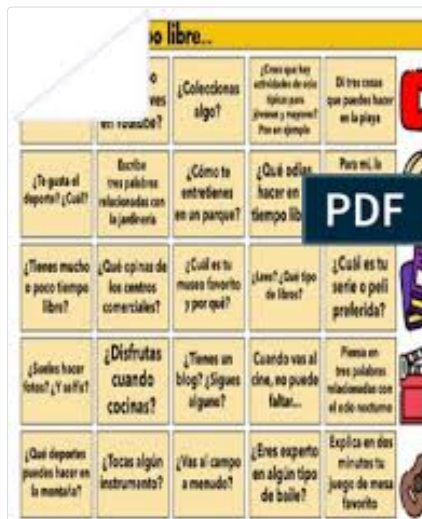 o libre...
en Youtube?
¿Coleccionas
algo?
¿Crees que hay
actividades de ocio
típicas para
jóvenes y mayores?
Pon un ejemplo
Di tres cosas
que puedes hacer
en la playa
¿Te gusta el
deporte? ¿Cuál?
Escribe
tres palabras
relacionadas con
la jardinería
¿Cómo te
entretienes
en un parque?
¿Qué odias
hacer en
tiempo lib
Para mi, lo
PDF
¿Tienes mucho
o poco tiempo
libre?
¿Qué opinas de
los centros
comerciales?
¿Cuál es tu
museo favorito
y por qué?
¿Lees? ¿Qué tipo
de libros?
¿Cuál es tu
serie o peli
preferida?
¿Sueles hacer
fotos? ¿Y selfis?
¿Disfrutas
cuando
cocinas?
¿Tienes un
blog? ¿Sigues
alguno?
Cuando vas al
cine, no puede
faltar...
Piensa en
tres palabras
relacionadas con
el ocio nocturno
¿Qué deportes
puedes hacer en
la montaña?
¿Tocas algún
instrumento?
¿Vas al campo
a menudo?
¿Eres experto
en algún tipo
de baile?
Explica en dos
minutos tu
juego de mesa
favorito